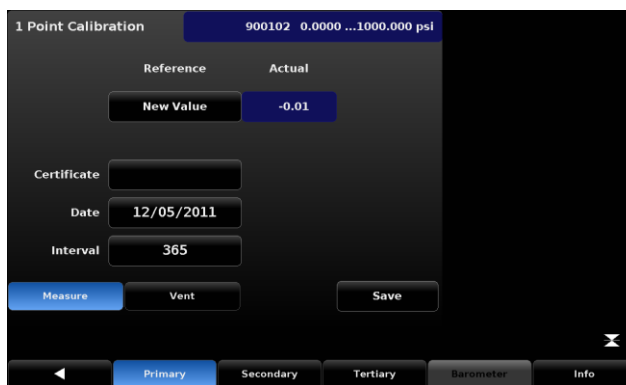 1 Point Calibration 900102 0.0000 ...1000.000 psi
Reference Actual
New Value -0.01
Certificate
Date 12/05/2011
Interval 365
Measure Vent Save
Primary Secondary Tertiary Barometer Info